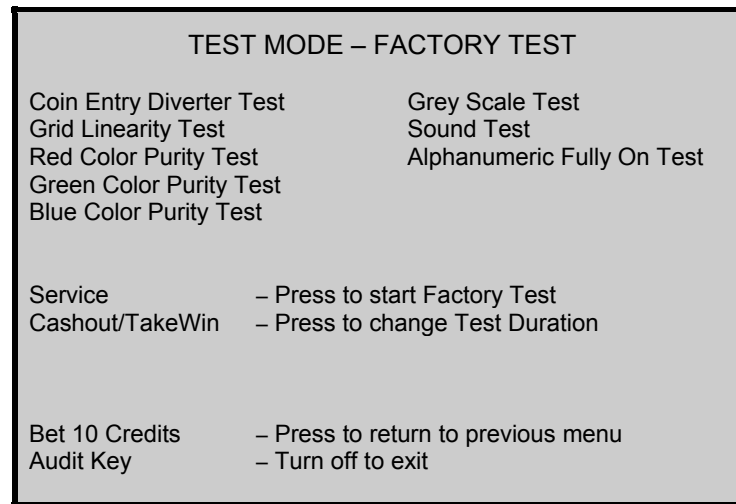 TEST MODE – FACTORY TEST
Coin Entry Diverter Test
Grid Linearity Test
Red Color Purity Test
Green Color Purity Test
Blue Color Purity Test
Grey Scale Test
Sound Test
Alphanumeric Fully On Test
Service – Press to start Factory Test
Cashout/TakeWin – Press to change Test Duration
Bet 10 Credits – Press to return to previous menu
Audit Key – Turn off to exit